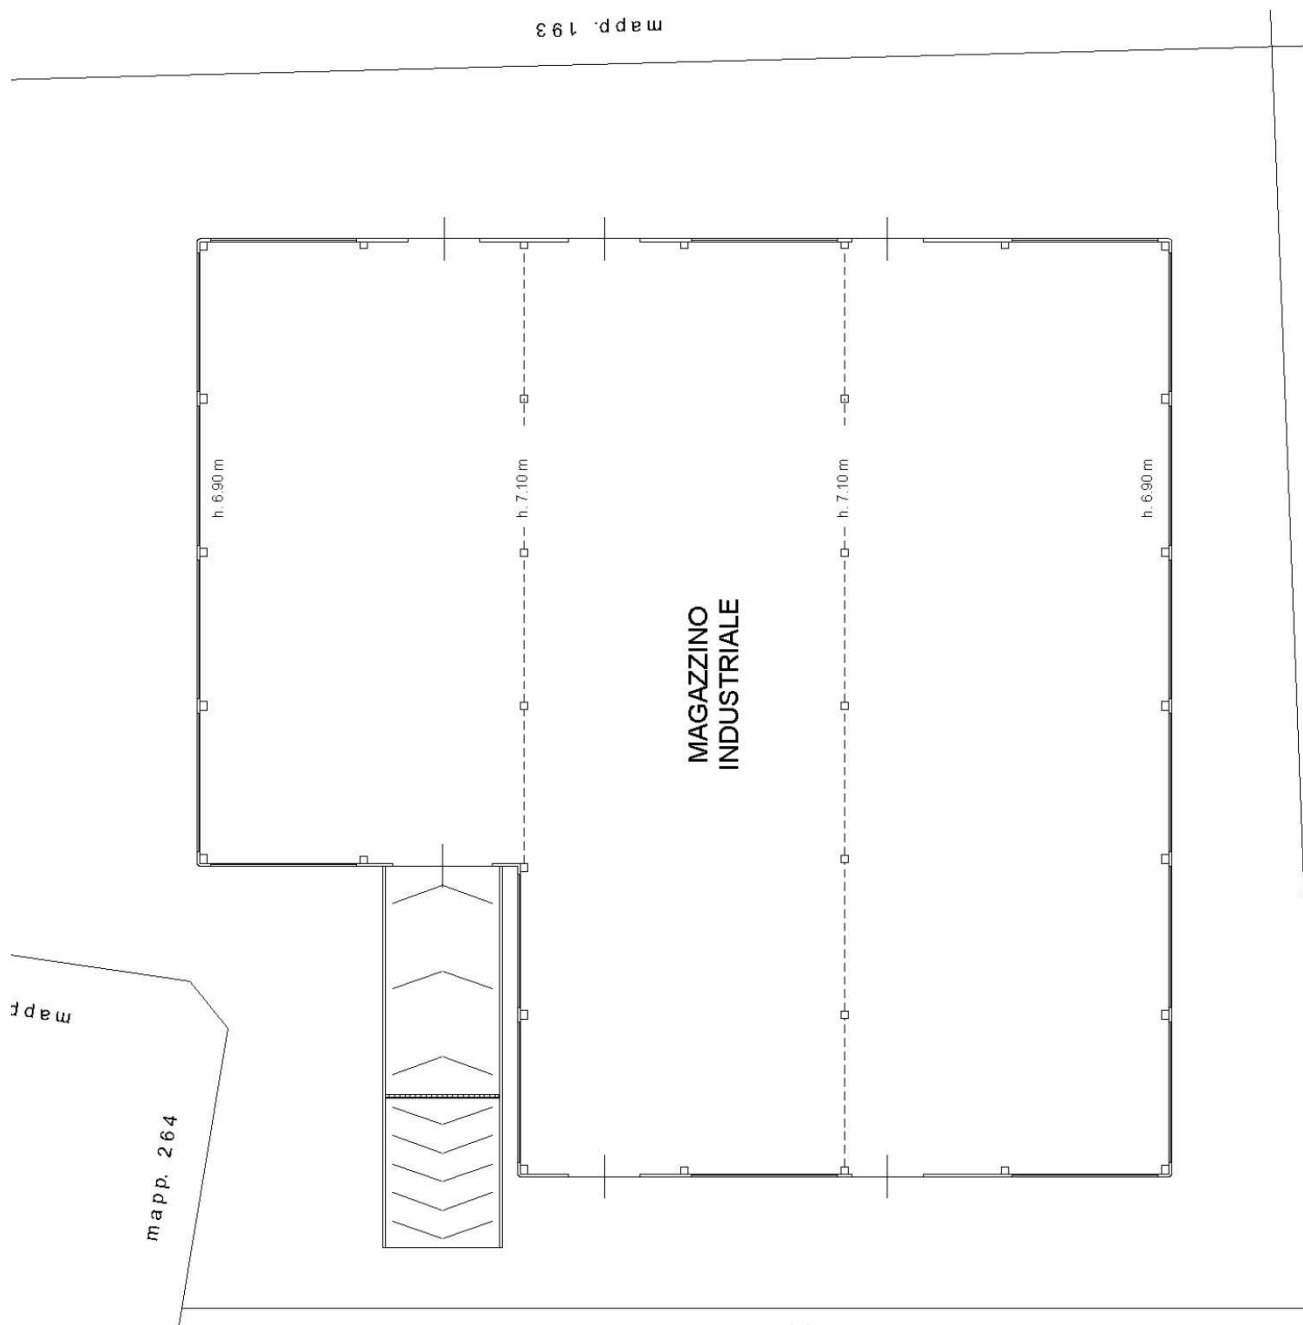 mapp. 193
h. 6.90 m
h. 7.10 m
h. 7.10 m
h. 6.90 m
MAGAZZINO
INDUSTRIALE
mapp
mapp. 264